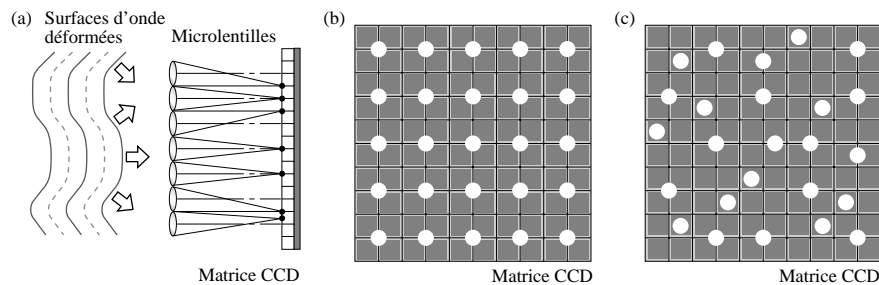 (a)
Surfaces d’onde
déformées
Microlentilles
Matrice CCD
(b)
Matrice CCD
(c)
Matrice CCD